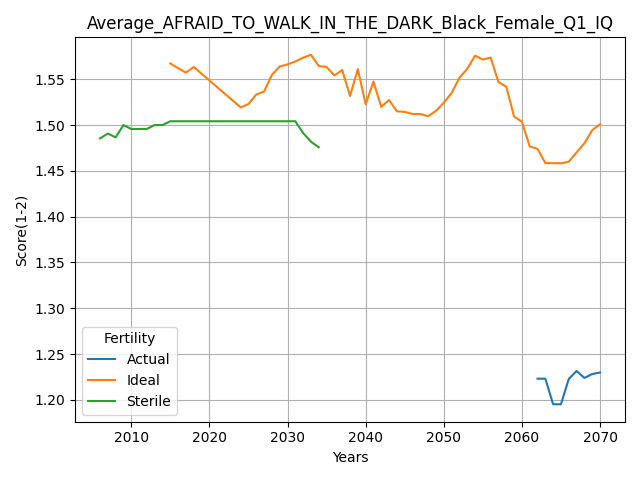 Average_AFRAID_TO_WALK_IN_THE_DARK_Black_Female_Q1_IQ
Score(1-2)
1.55
1.50
1.45
1.40
1.35
1.30
1.25
1.20
Fertility
Actual
Ideal
Sterile
2010 2020 2030 2040 2050 2060 2070
Years